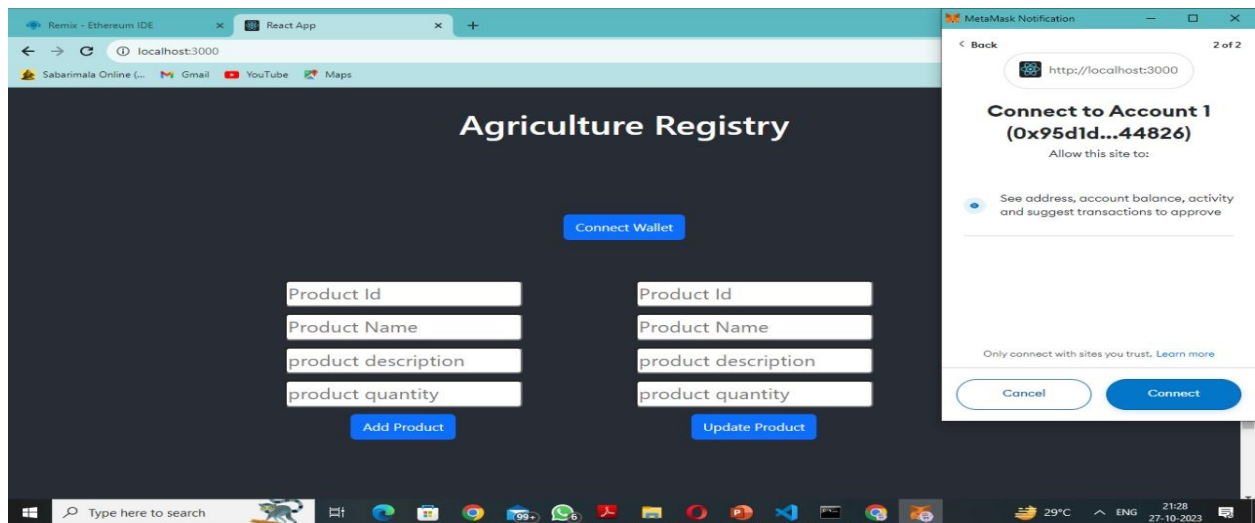 Remix - Ethereum IDE
React App
MetaMask Notification
localhost:3000
Sabarimala Online (... Gmail YouTube Maps
Agriculture Registry
Connect Wallet
Product Id
Product Name
product description
product quantity
Add Product
Product Id
Product Name
product description
product quantity
Update Product
< Back
2 of 2
http://localhost:3000
Connect to Account 1
(0x95d1d...44826)
Allow this site to:
See address, account balance, activity
and suggest transactions to approve
Only connect with sites you trust. Learn more
Cancel
Connect
Type here to search
99+
29°C
ENG
21:28
27-10-2023